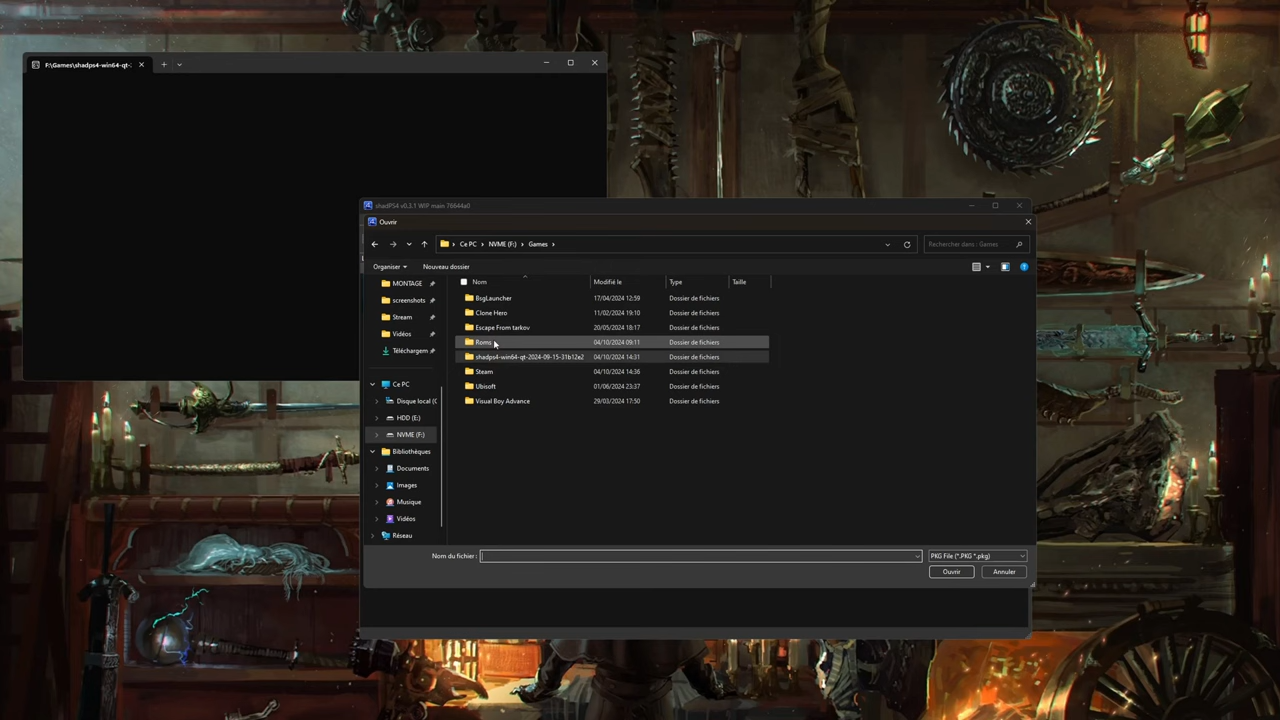 F:\Games\shadps4-win64-qt-2
shadPS4 v0.3.1 WIP main 76644a0
Ouvrir
Ce PC > NVME (F:) > Games >
Rechercher dans : Games
Organiser
Nouveau dossier
Nom
Modifié le
Type
Taille
MONTAGE
screenshots
Stream
Vidéos
Téléchargem
Ce PC
Disque local (C
HDD (E:)
NVME (F:)
Bibliothèques
Documents
Images
Musique
Vidéos
Réseau
BsgLauncher 17/04/2024 12:59 Dossier de fichiers
Clone Hero 11/02/2024 19:10 Dossier de fichiers
Escape From tarkov 20/05/2024 18:17 Dossier de fichiers
Roms 04/10/2024 09:11 Dossier de fichiers
shadps4-win64-qt-2024-09-15-31b12e2 04/10/2024 14:31 Dossier de fichiers
Steam 04/10/2024 14:36 Dossier de fichiers
Ubisoft 01/06/2024 23:37 Dossier de fichiers
Visual Boy Advance 29/03/2024 17:50 Dossier de fichiers
Nom du fichier :
PKG File (*.PKG *.pkg)
Ouvrir
Annuler